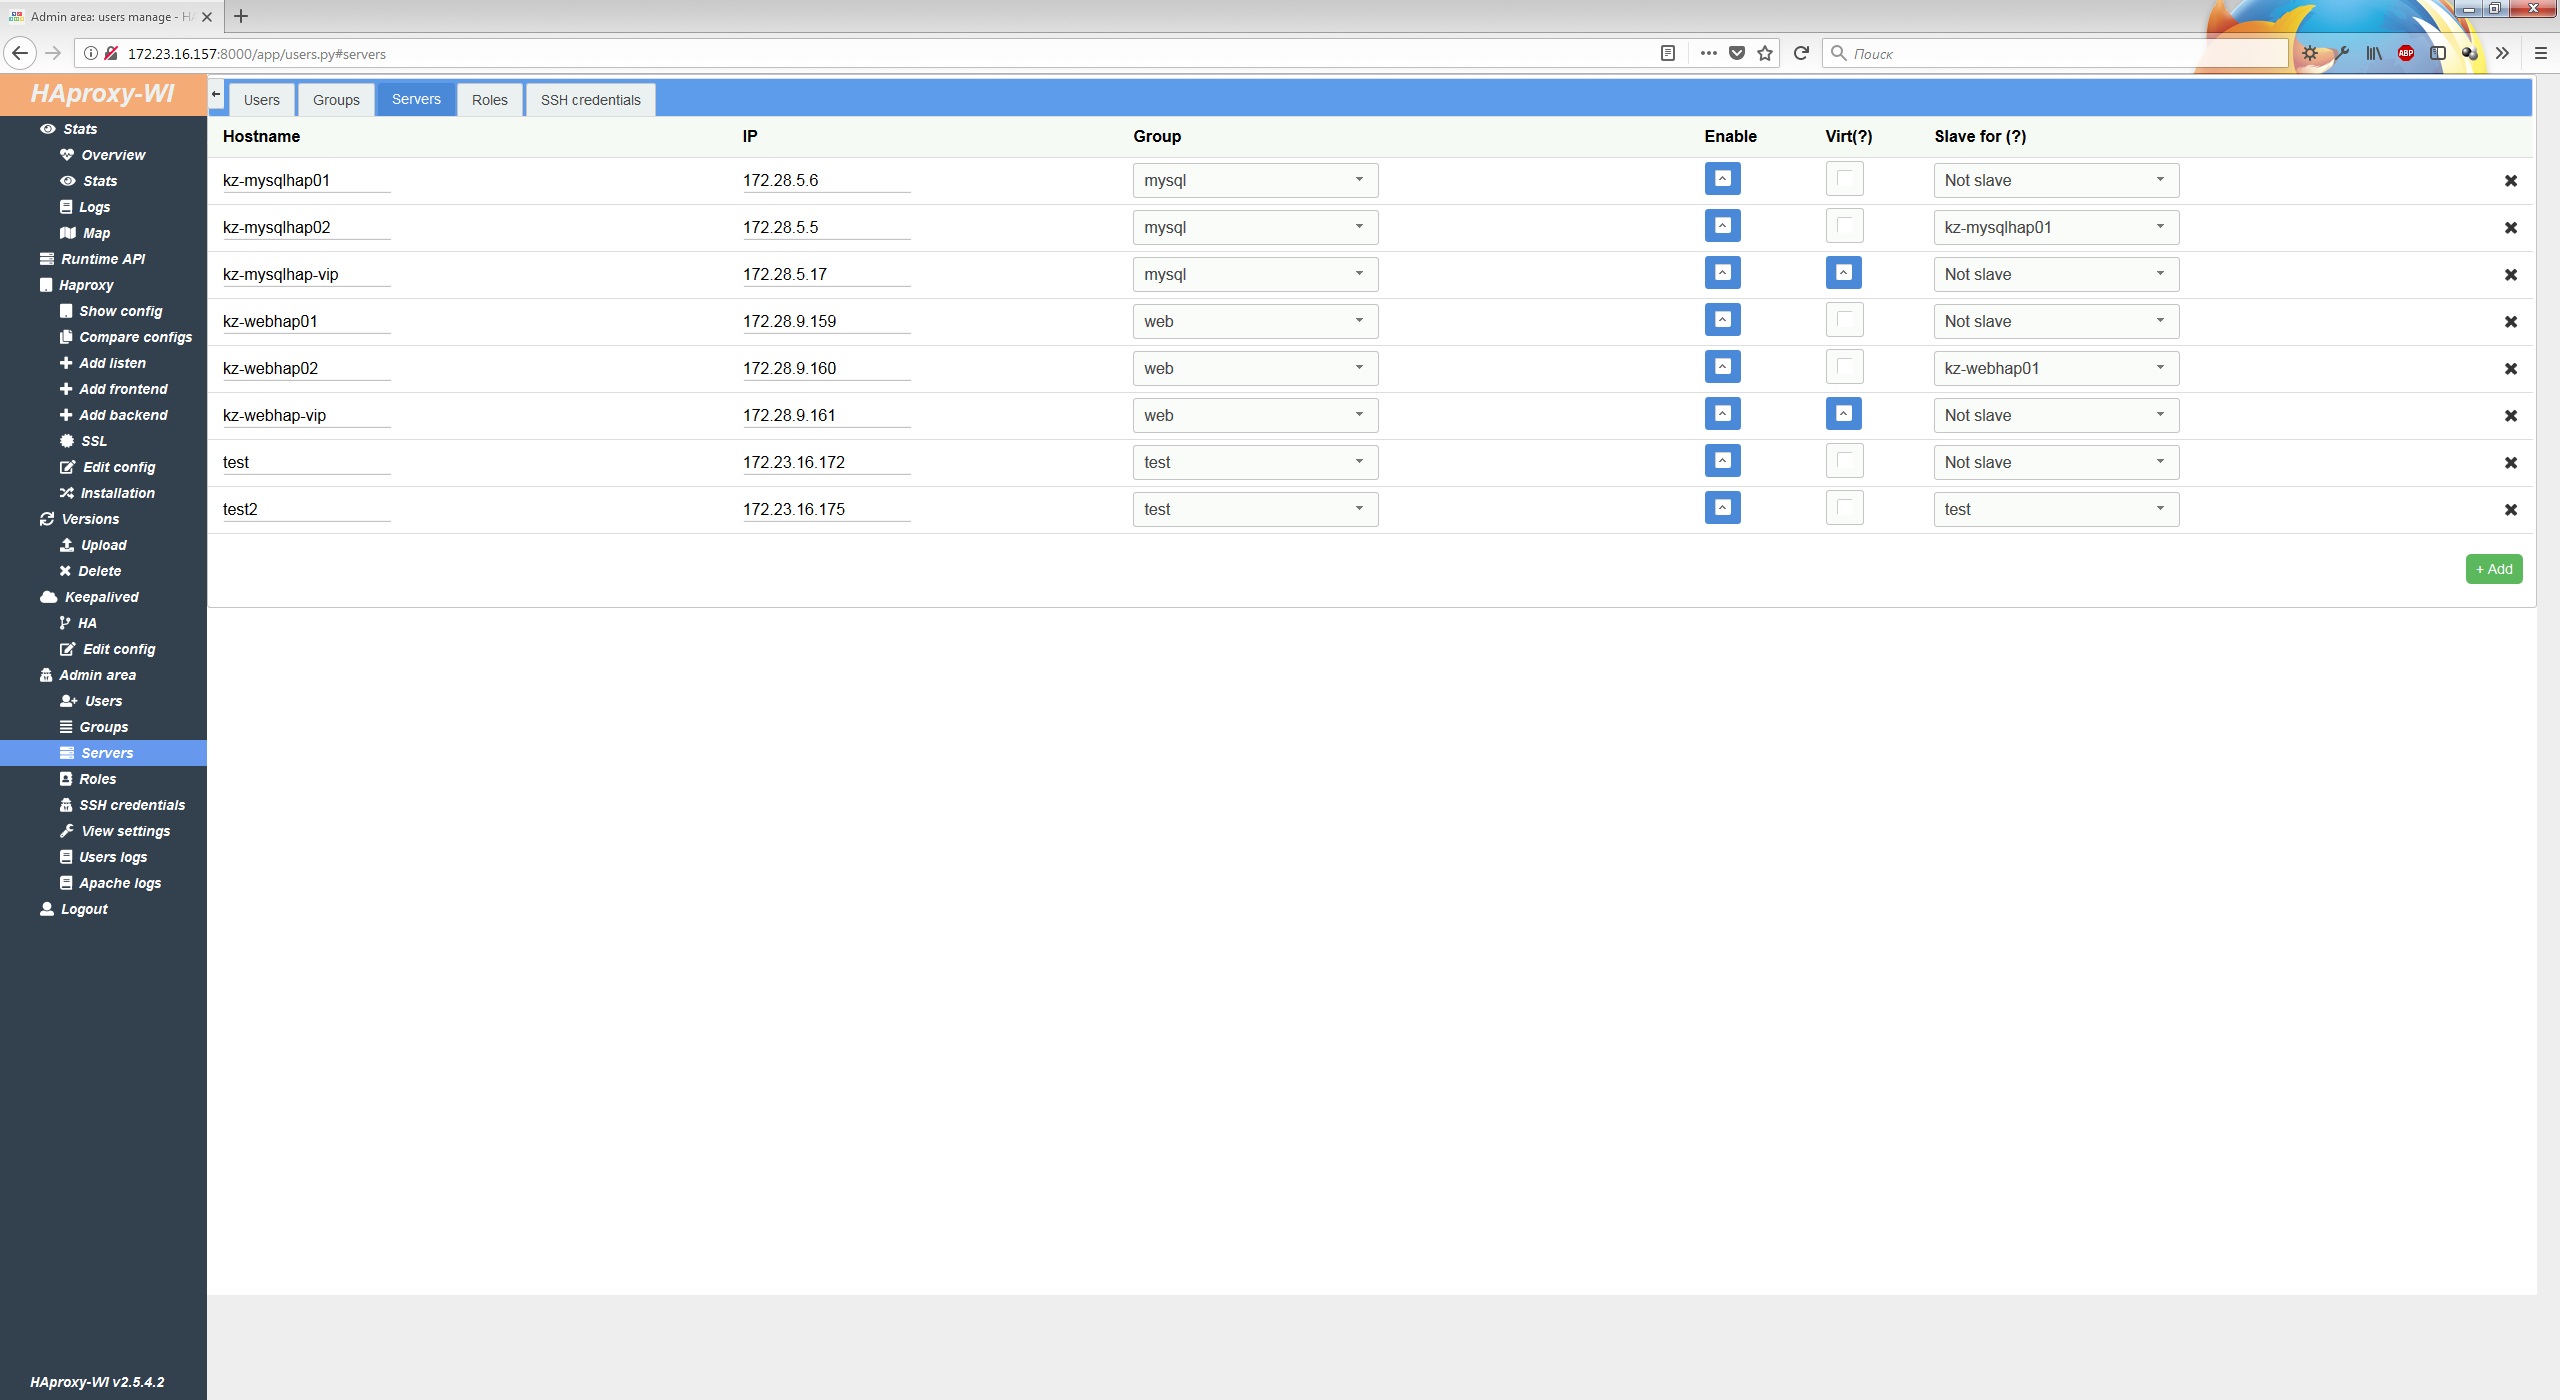 Admin area: users manage - H
172.23.16.157:8000/app/users.py#servers
Поиск
ABP
HAproxy-WI
Users Groups Servers Roles SSH credentials
Stats
Overview
Stats
Logs
Map
Runtime API
Haproxy
Show config
Compare configs
Add listen
Add frontend
Add backend
SSL
Edit config
Installation
Versions
Upload
Delete
Keepalived
HA
Edit config
Admin area
Users
Groups
Servers
Roles
SSH credentials
View settings
Users logs
Apache logs
Logout
HAproxy-WI v2.5.4.2
Hostname IP Group Enable Virt(?) Slave for (?)
kz-mysqlhap01 172.28.5.6 mysql Not slave
kz-mysqlhap02 172.28.5.5 mysql kz-mysqlhap01
kz-mysqlhap-vip 172.28.5.17 mysql Not slave
kz-webhap01 172.28.9.159 web Not slave
kz-webhap02 172.28.9.160 web kz-webhap01
kz-webhap-vip 172.28.9.161 web Not slave
test 172.23.16.172 test Not slave
test2 172.23.16.175 test test
+ Add